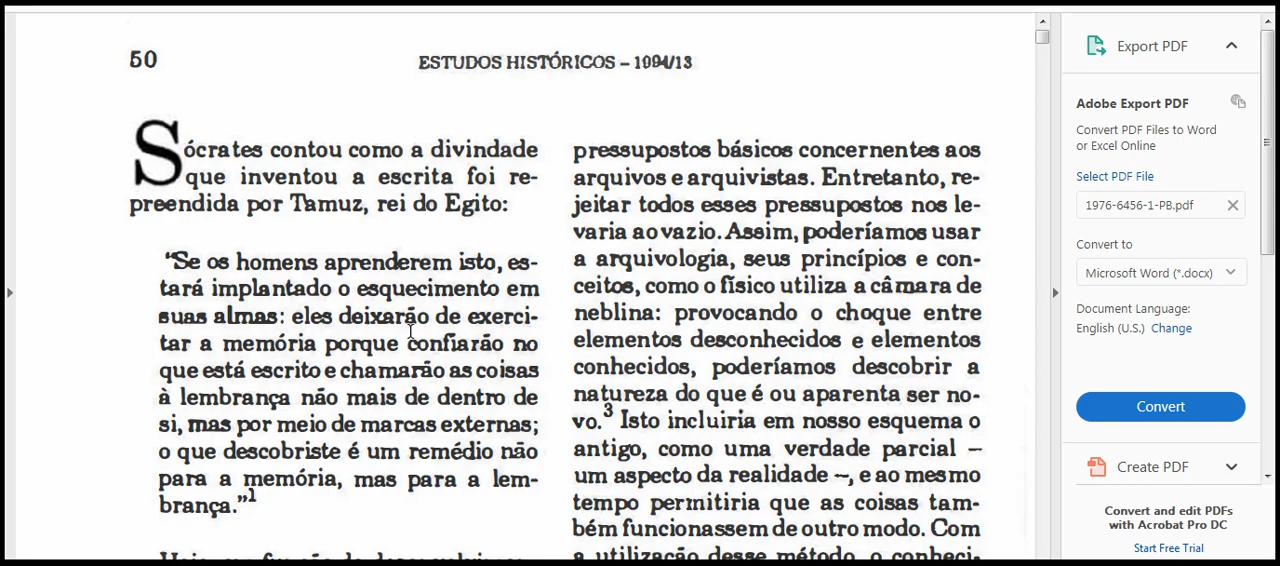 50
ESTUDOS HISTÓRICOS – 1994/13
Sócrates contou como a divindade
que inventou a escrita foi re-
preendida por Tamuz, rei do Egito:
“Se os homens aprenderem isto, es-
tará implantado o esquecimento em
suas almas: eles deixarão de exerci-
tar a memória porque confiarão no
que está escrito e chamarão as coisas
à lembrança não mais de dentro de
si, mas por meio de marcas externas;
o que descobriste é um remédio não
para a memória, mas para a lem-
brança.”1
pressupostos básicos concernentes aos
arquivos e arquivistas. Entretanto, re-
jeitar todos esses pressupostos nos le-
varia ao vazio. Assim, poderíamos usar
a arquivologia, seus princípios e con-
ceitos, como o físico utiliza a câmara de
neblina: provocando o choque entre
elementos desconhecidos e elementos
conhecidos, poderíamos descobrir a
natureza do que é ou aparenta ser no-
vo.3 Isto incluiria em nosso esquema o
antigo, como uma verdade parcial –
um aspecto da realidade –, e ao mesmo
tempo permitiria que as coisas tam-
bém funcionassem de outro modo. Com
a utilização desse método, o conheci-
Export PDF
Adobe Export PDF
Convert PDF Files to Word
or Excel Online
Select PDF File
1976-6456-1-PB.pdf
Convert to
Microsoft Word (*.docx)
Document Language:
English (U.S.) Change
Convert
Create PDF
Convert and edit PDFs
with Acrobat Pro DC
Start Free Trial